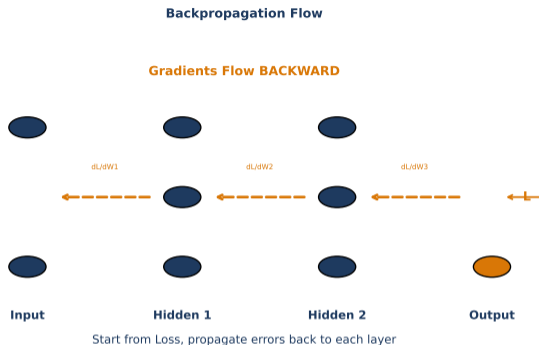 Backpropagation Flow
Gradients Flow BACKWARD
dL/dW1 dL/dW2 dL/dW3
L
Input Hidden 1 Hidden 2 Output
Start from Loss, propagate errors back to each layer